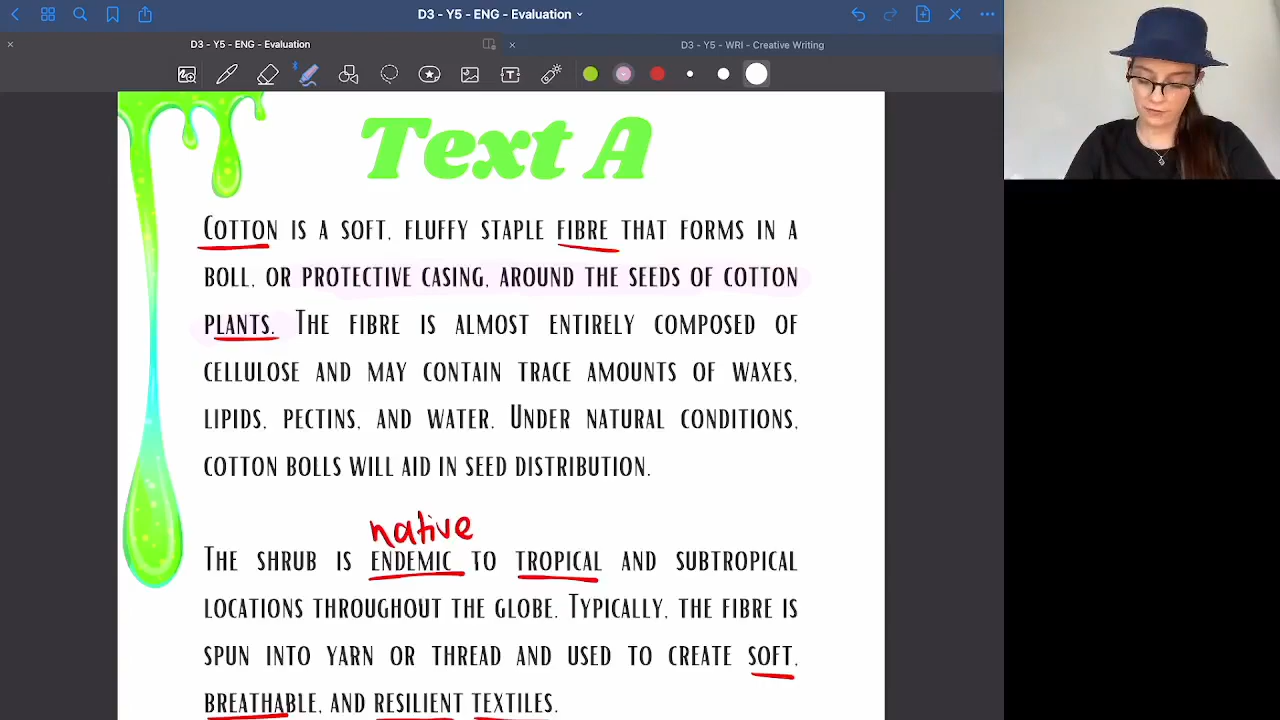 D3 - Y5 - ENG - Evaluation
D3 - Y5 - ENG - Evaluation
D3 - Y5 - WRI - Creative Writing
Text A
COTTON IS A SOFT, FLUFFY STAPLE FIBRE THAT FORMS IN A
BOLL, OR PROTECTIVE CASING, AROUND THE SEEDS OF COTTON
PLANTS. THE FIBRE IS ALMOST ENTIRELY COMPOSED OF
CELLULOSE AND MAY CONTAIN TRACE AMOUNTS OF WAXES,
LIPIDS, PECTINS, AND WATER. UNDER NATURAL CONDITIONS,
COTTON BOLLS WILL AID IN SEED DISTRIBUTION.
native
THE SHRUB IS ENDEMIC TO TROPICAL AND SUBTROPICAL
LOCATIONS THROUGHOUT THE GLOBE. TYPICALLY, THE FIBRE IS
SPUN INTO YARN OR THREAD AND USED TO CREATE SOFT,
BREATHABLE, AND RESILIENT TEXTILES.